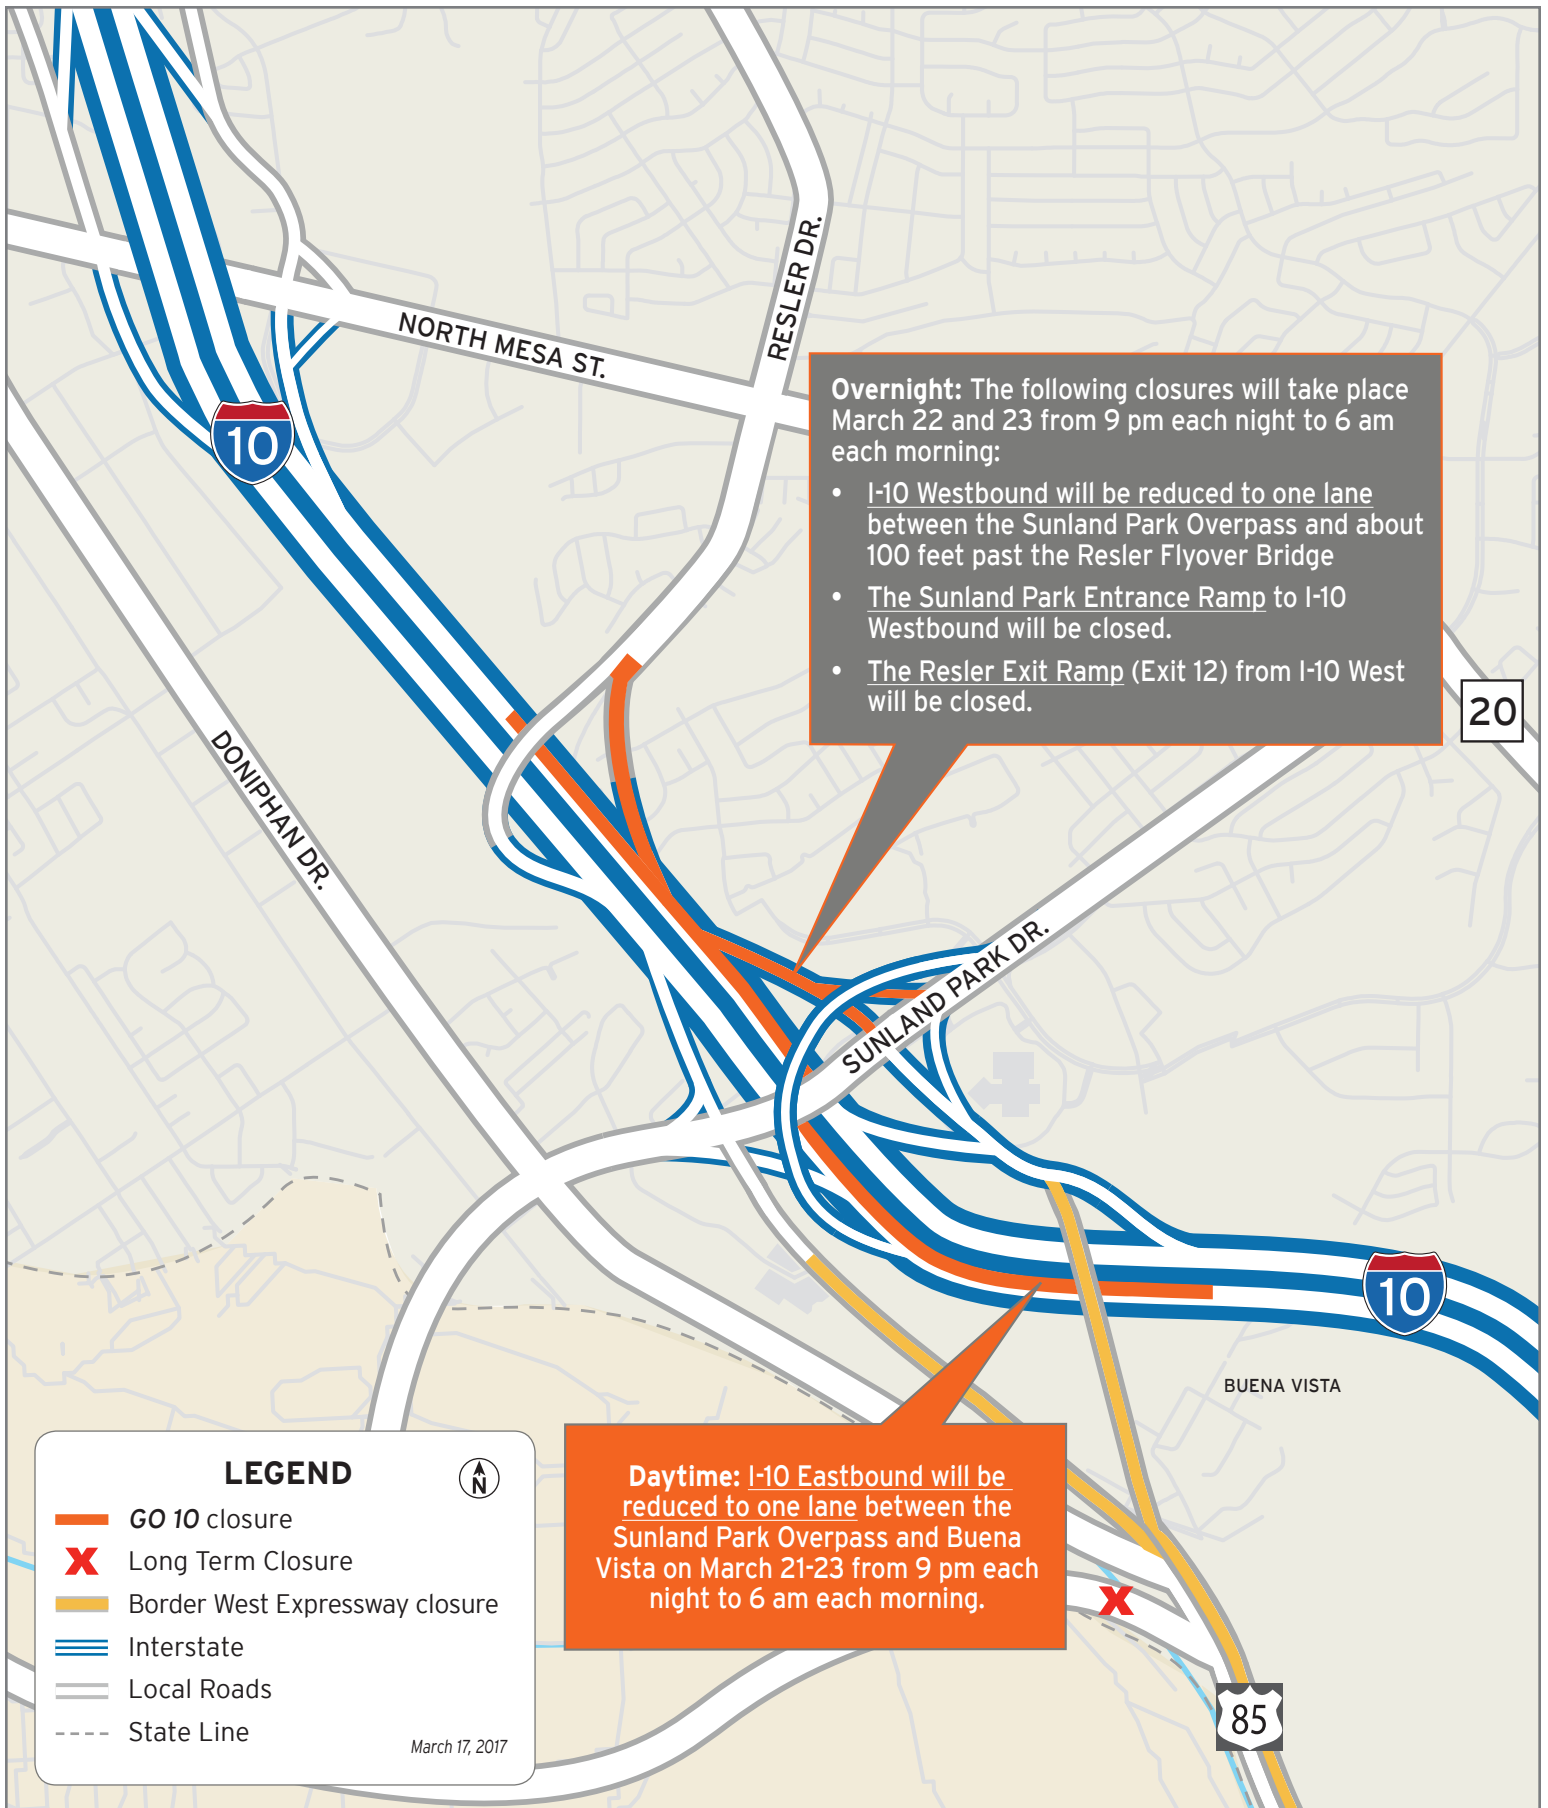 NORTH MESA ST.
RESLER DR.
10
Overnight: The following closures will take place
March 22 and 23 from 9 pm each night to 6 am
each morning:
• I-10 Westbound will be reduced to one lane
between the Sunland Park Overpass and about
100 feet past the Resler Flyover Bridge
• The Sunland Park Entrance Ramp to I-10
Westbound will be closed.
• The Resler Exit Ramp (Exit 12) from I-10 West
will be closed.
20
DONIPHAN DR.
SUNLAND PARK DR.
10
BUENA VISTA
Daytime: I-10 Eastbound will be
reduced to one lane between the
Sunland Park Overpass and Buena
Vista on March 21-23 from 9 pm each
night to 6 am each morning.
LEGEND
N
GO 10 closure
X Long Term Closure
Border West Expressway closure
Interstate
Local Roads
State Line
March 17, 2017
X
85